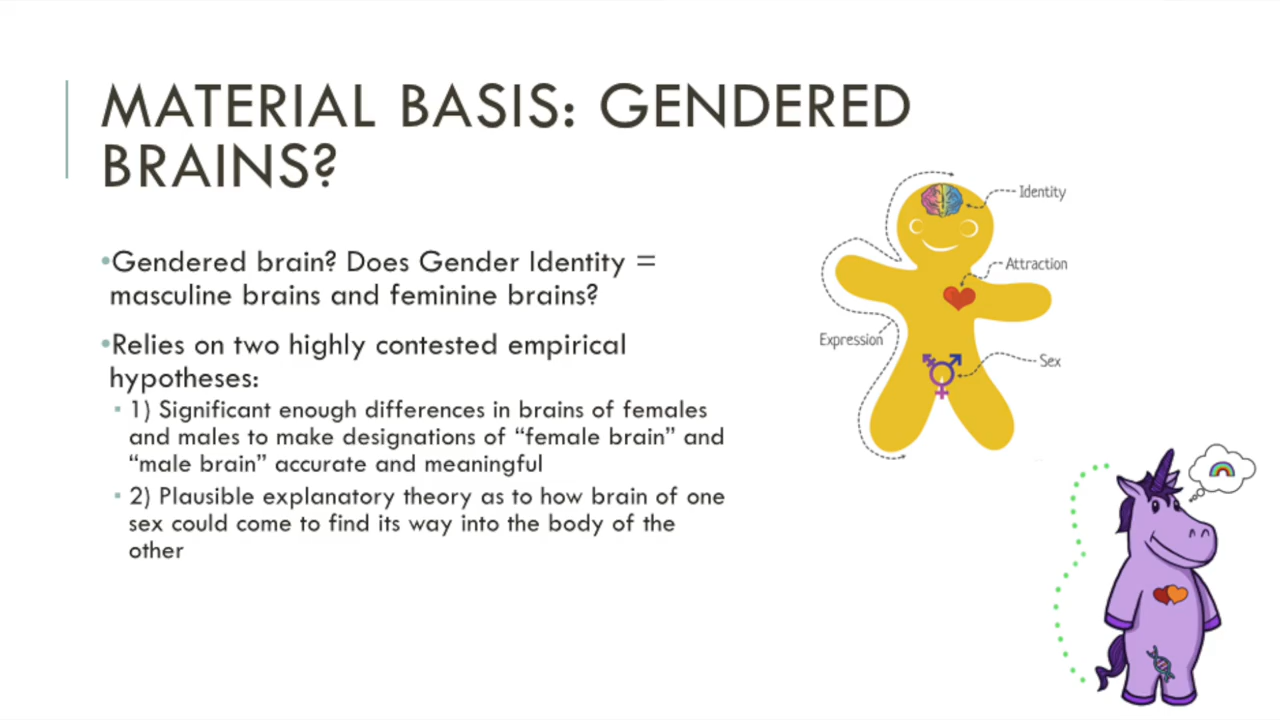 MATERIAL BASIS: GENDERED
BRAINS?
•Gendered brain? Does Gender Identity =
masculine brains and feminine brains?
•Relies on two highly contested empirical
hypotheses:
▪ 1) Significant enough differences in brains of females
and males to make designations of “female brain” and
“male brain” accurate and meaningful
▪ 2) Plausible explanatory theory as to how brain of one
sex could come to find its way into the body of the
other
Identity
Attraction
Expression
Sex